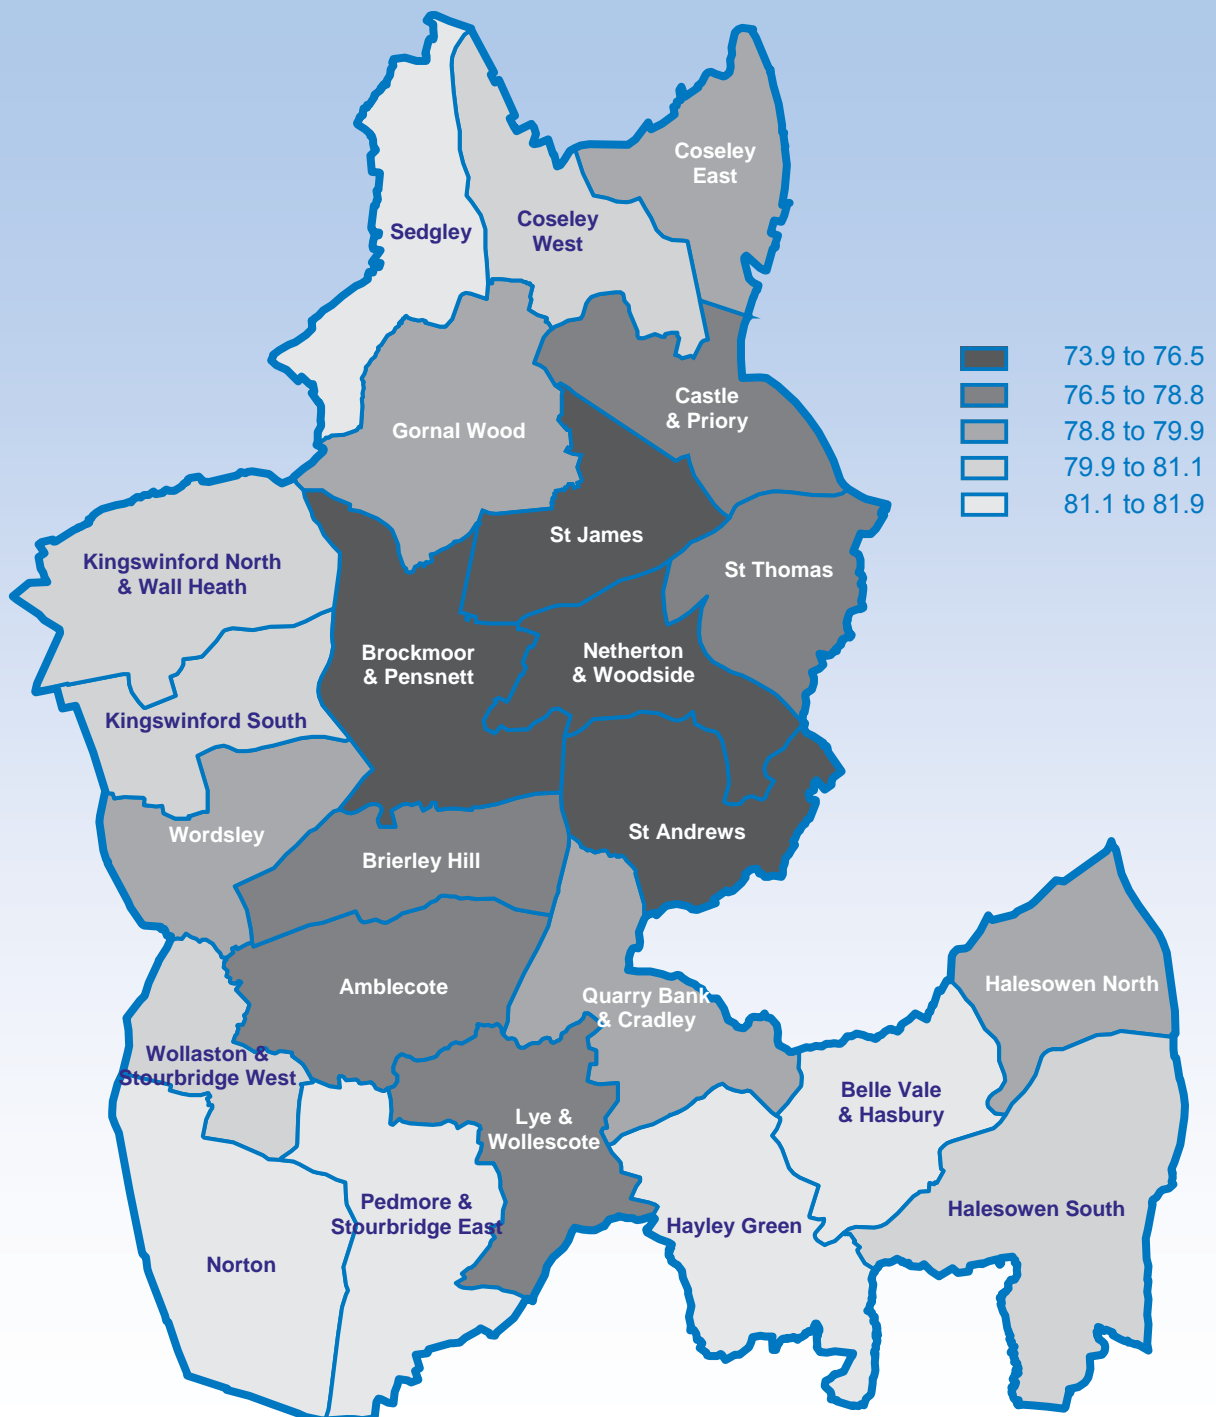 Coseley
East
Sedgley
Coseley
West
73.9 to 76.5
76.5 to 78.8
78.8 to 79.9
79.9 to 81.1
81.1 to 81.9
Castle
& Priory
Gornal Wood
St James
Kingswinford North
& Wall Heath
St Thomas
Brockmoor
& Pensnett
Netherton
& Woodside
Kingswinford South
Wordsley
St Andrews
Brierley Hill
Amblecote
Halesowen North
Quarry Bank
& Cradley
Wollaston &
Stourbridge West
Belle Vale
& Hasbury
Lye &
Wollescote
Pedmore &
Stourbridge East
Halesowen South
Hayley Green
Norton